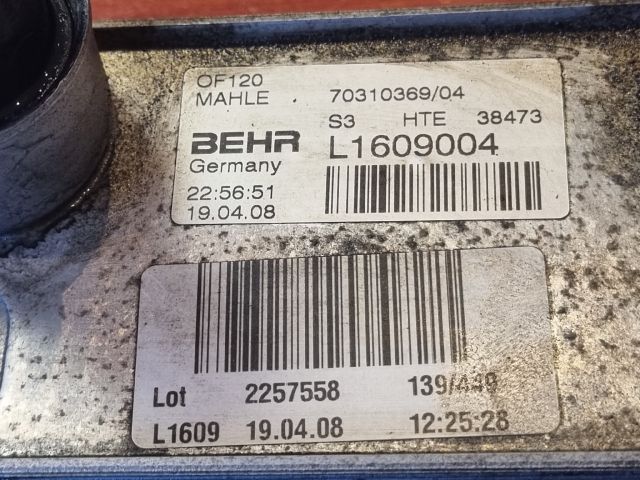 OF120
MAHLE 70310369/04
S3 HTE 38473
BEHR L1609004
Germany
22:56:51
19.04.08
Lot 2257558 139/449
L1609 19.04.08 12:25:28